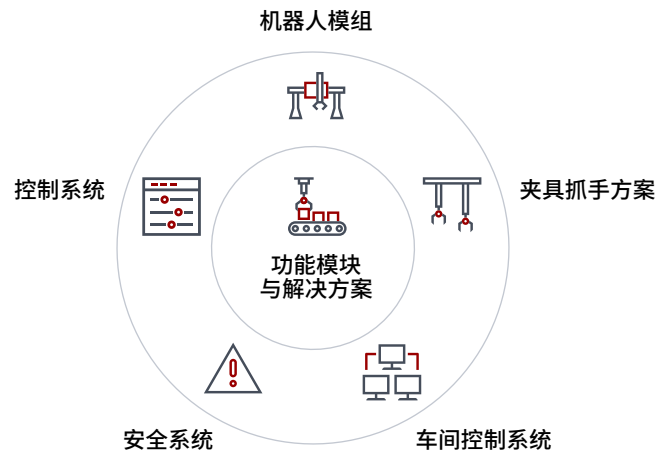 机器人模组
控制系统
夹具抓手方案
功能模块
与解决方案
安全系统
车间控制系统